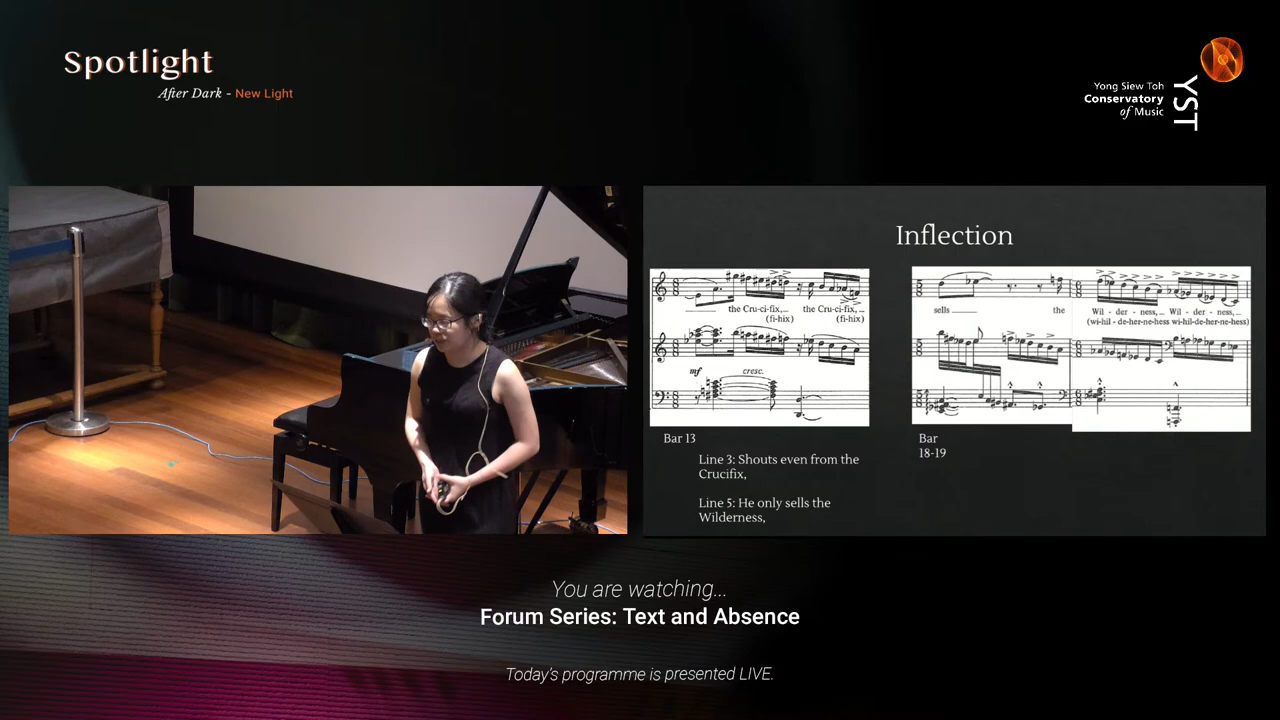 Spotlight
After Dark - New Light
Yong Siew Toh
Conservatory
of Music
YST
Inflection
the Cru-ci-fix,... the Cru-ci-fix,...
(fi-hix) (fi-hix)
mf cresc.
sells the
Wil - der - ness,... Wil - der - ness,...
(wi-hil - de-her-ne-hess wi-hil-de-her-ne-hess)
Bar 13
Line 3: Shouts even from the
Crucifix,
Line 5: He only sells the
Wilderness,
Bar
18-19
You are watching...
Forum Series: Text and Absence
Today's programme is presented LIVE.